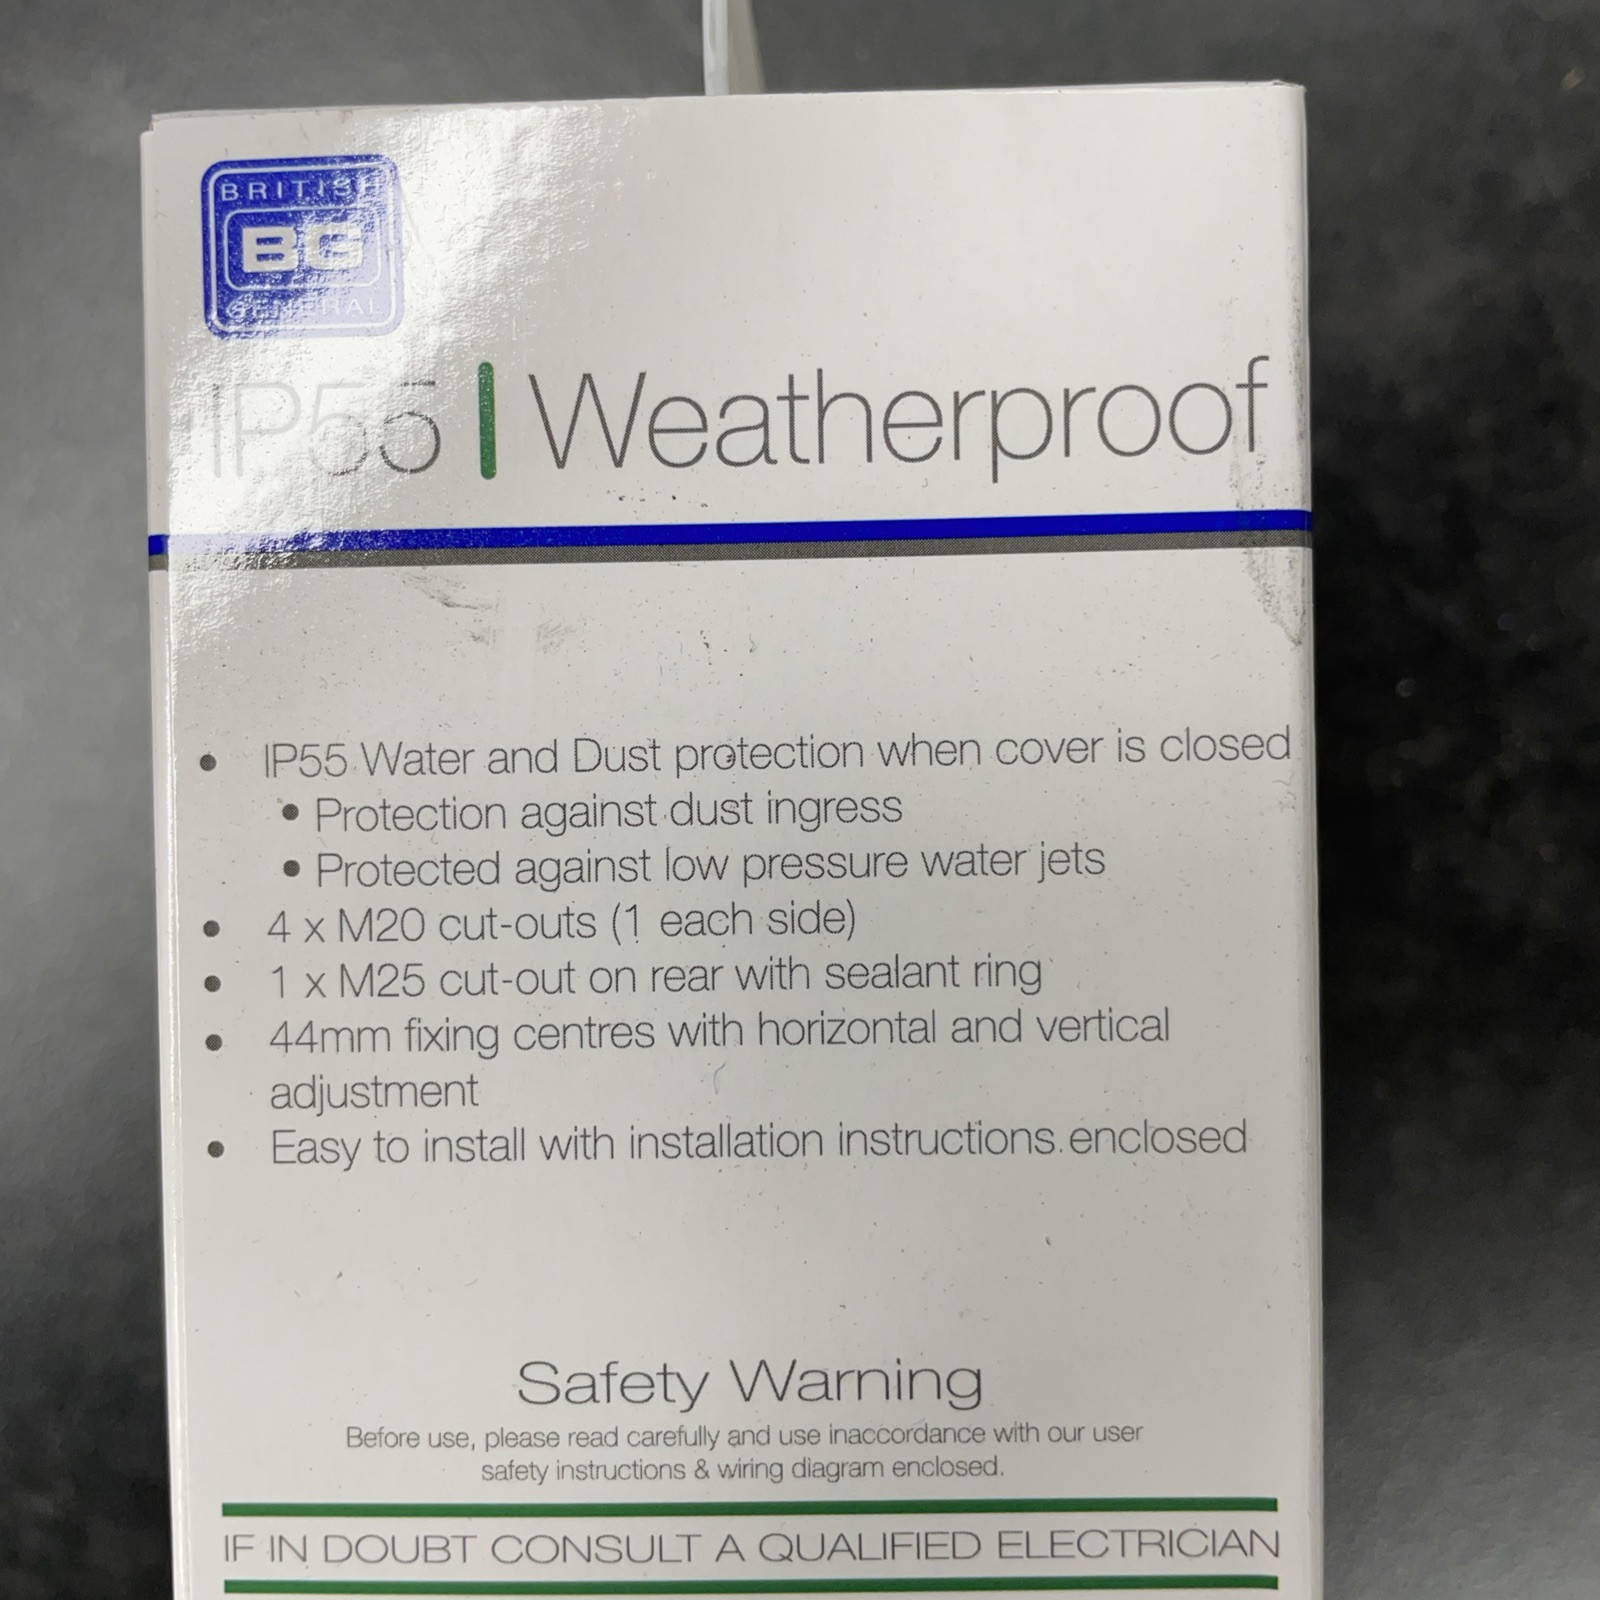 BRITISH
BG
GENERAL
IP55 | Weatherproof
• IP55 Water and Dust protection when cover is closed
• Protection against dust ingress
• Protected against low pressure water jets
• 4 x M20 cut-outs (1 each side)
• 1 x M25 cut-out on rear with sealant ring
• 44mm fixing centres with horizontal and vertical
adjustment
• Easy to install with installation instructions enclosed
Safety Warning
Before use, please read carefully and use inaccordance with our user
safety instructions & wiring diagram enclosed.
IF IN DOUBT CONSULT A QUALIFIED ELECTRICIAN